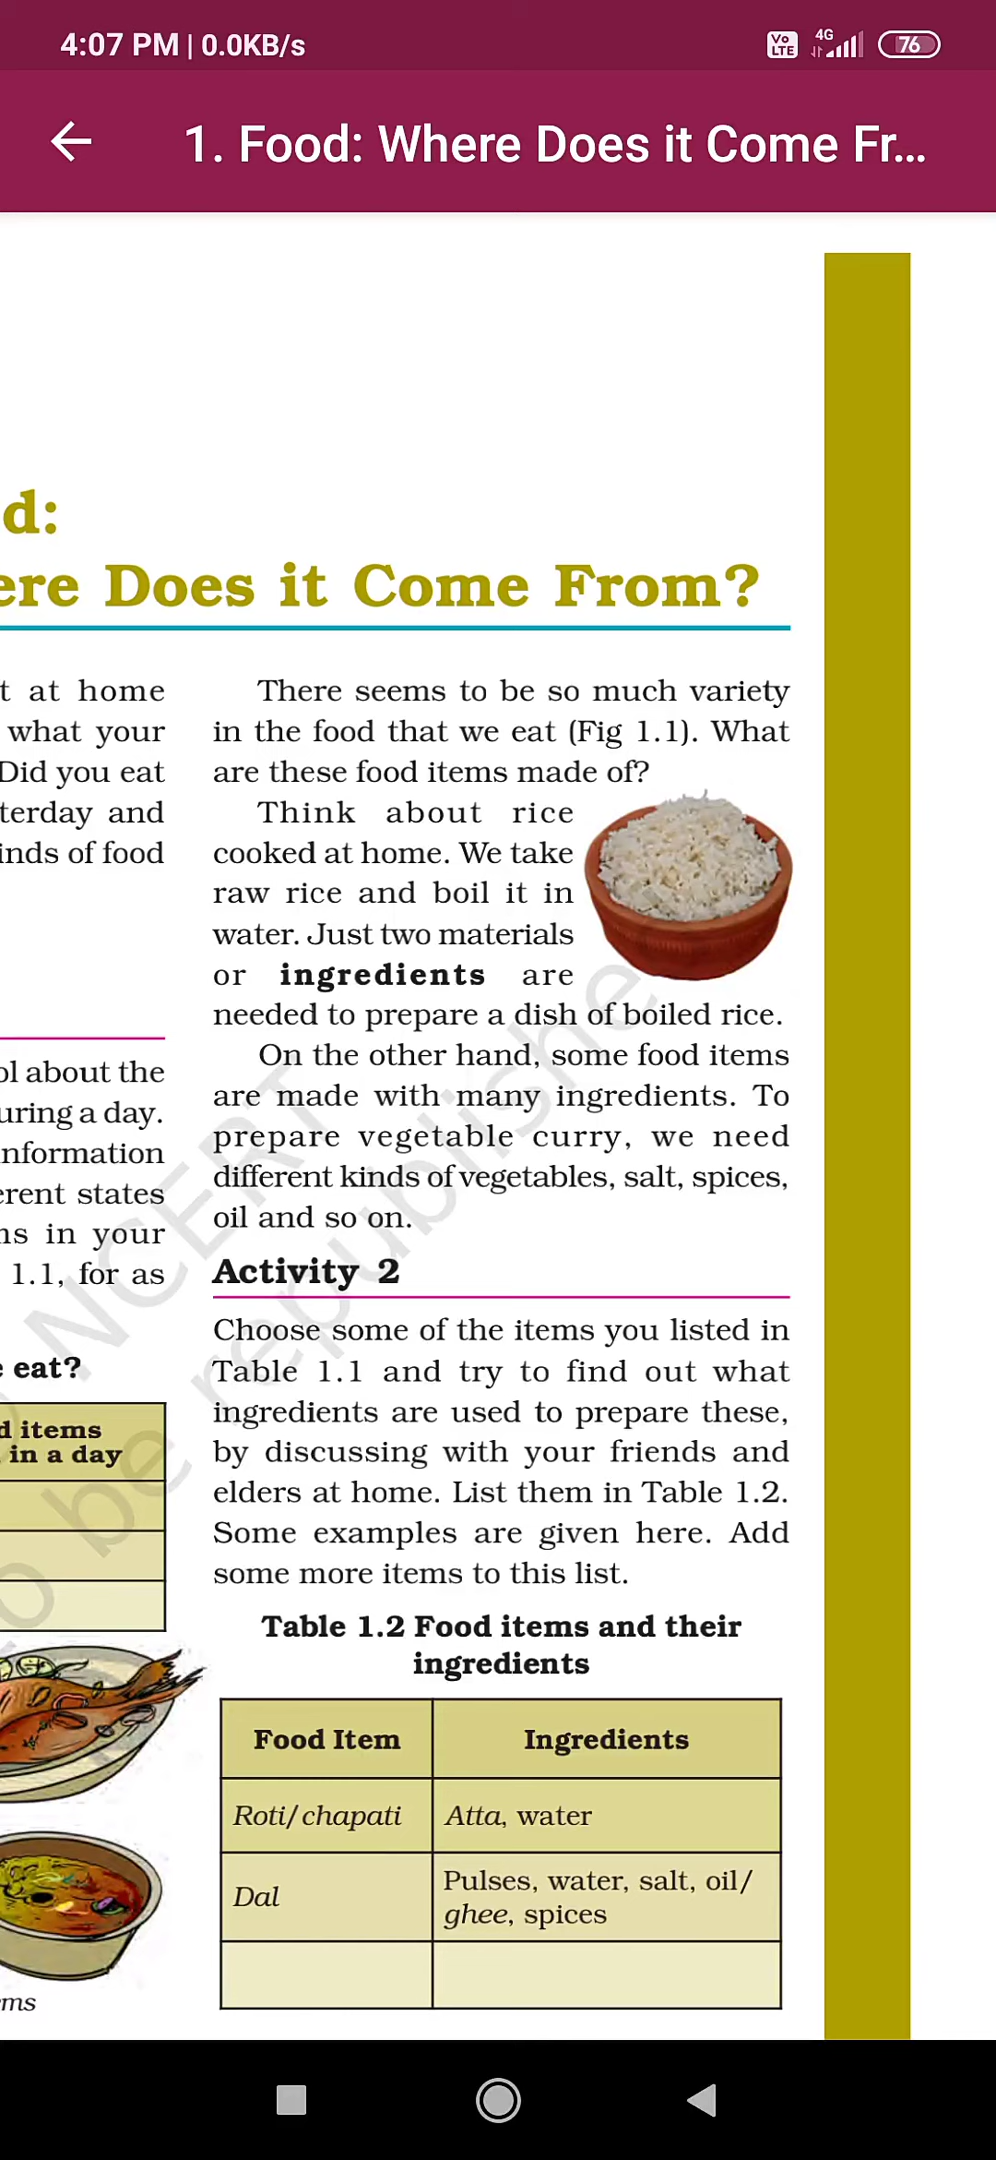 4:07 PM | 0.0KB/s
Vo LTE 4G 76
1. Food: Where Does it Come Fr...
d:
ere Does it Come From?
t at home
what your
Did you eat
terday and
inds of food
ol about the
uring a day.
nformation
erent states
ns in your
1.1, for as
e eat?
d items
in a day
ms
There seems to be so much variety
in the food that we eat (Fig 1.1). What
are these food items made of?
Think about rice
cooked at home. We take
raw rice and boil it in
water. Just two materials
or ingredients are
needed to prepare a dish of boiled rice.
On the other hand, some food items
are made with many ingredients. To
prepare vegetable curry, we need
different kinds of vegetables, salt, spices,
oil and so on.
Activity 2
Choose some of the items you listed in
Table 1.1 and try to find out what
ingredients are used to prepare these,
by discussing with your friends and
elders at home. List them in Table 1.2.
Some examples are given here. Add
some more items to this list.
Table 1.2 Food items and their
ingredients
Food Item Ingredients
Roti/chapati Atta, water
Dal Pulses, water, salt, oil/
ghee, spices
NCERT
o be republishe